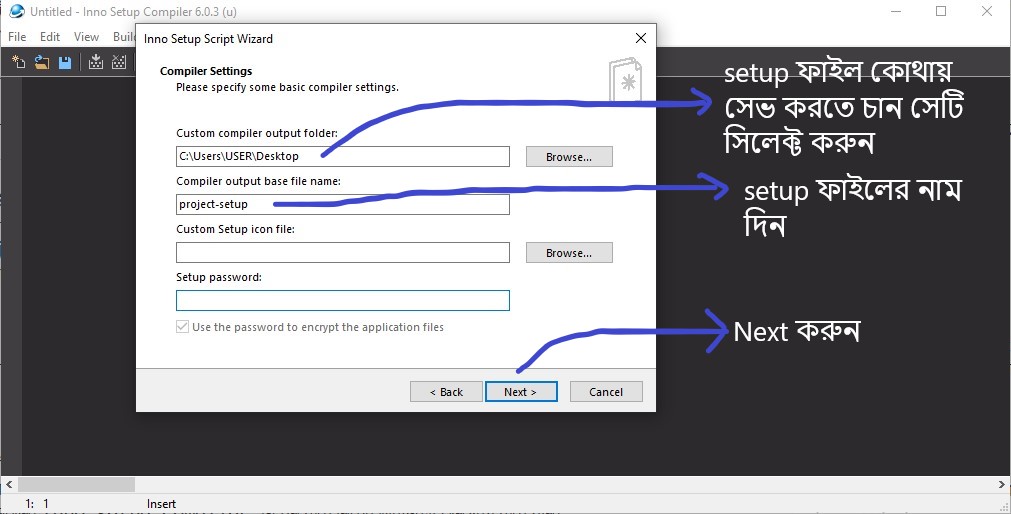 Untitled - Inno Setup Compiler 6.0.3 (u)
File Edit View
Inno Setup Script Wizard
Compiler Settings
Please specify some basic compiler settings.
Custom compiler output folder:
C:\Users\USER\Desktop
Browse...
Compiler output base file name:
project-setup
Custom Setup icon file:
Browse...
Setup password:
Use the password to encrypt the application files
< Back Next > Cancel
setup ফাইল কোথায়
সেভ করতে চান সেটি
সিলেক্ট করুন
setup ফাইলের নাম
দিন
Next করুন
1: 1 Insert